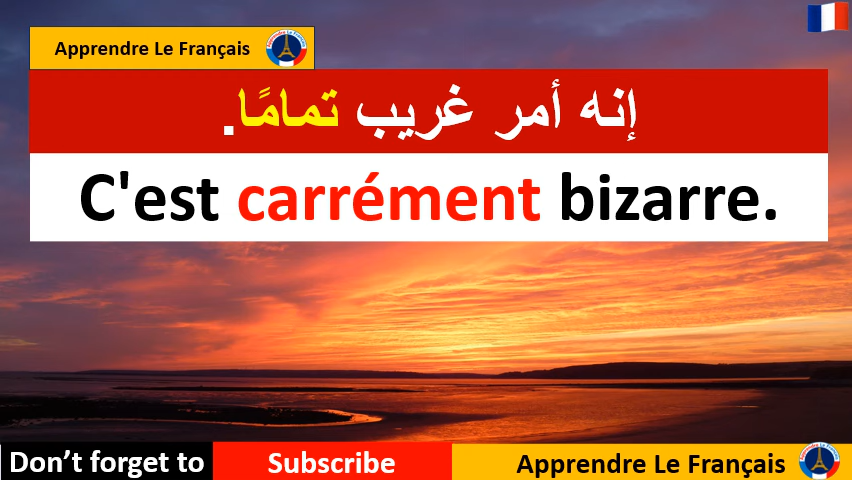 Apprendre Le Français
إنه أمر غريب تمامًا.
C'est carrément bizarre.
Don’t forget to Subscribe Apprendre Le Français